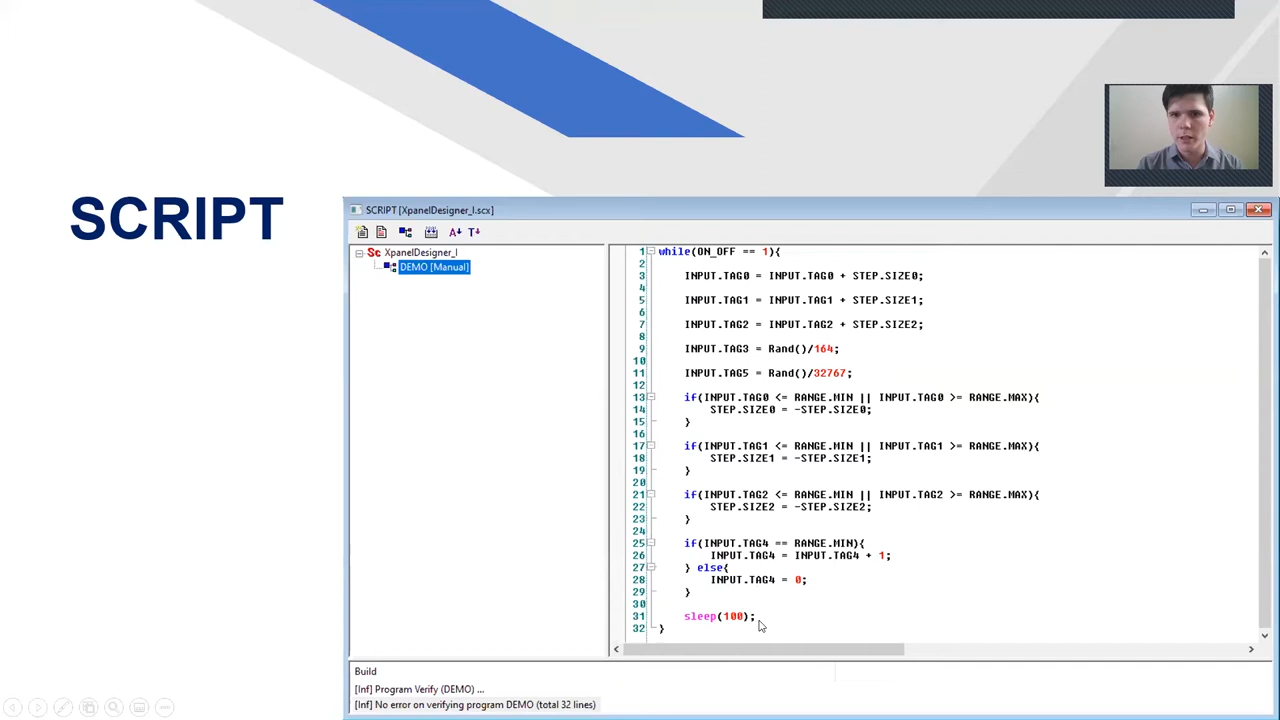 SCRIPT
SCRIPT [XpanelDesigner_I.scx]
A↓ T↓
Sc XpanelDesigner_I
DEMO [Manual]
1 while(ON_OFF == 1){
2
3 INPUT.TAG0 = INPUT.TAG0 + STEP.SIZE0;
4
5 INPUT.TAG1 = INPUT.TAG1 + STEP.SIZE1;
6
7 INPUT.TAG2 = INPUT.TAG2 + STEP.SIZE2;
8
9 INPUT.TAG3 = Rand()/164;
10
11 INPUT.TAG5 = Rand()/32767;
12
13 if(INPUT.TAG0 <= RANGE.MIN || INPUT.TAG0 >= RANGE.MAX){
14 STEP.SIZE0 = -STEP.SIZE0;
15 }
16
17 if(INPUT.TAG1 <= RANGE.MIN || INPUT.TAG1 >= RANGE.MAX){
18 STEP.SIZE1 = -STEP.SIZE1;
19 }
20
21 if(INPUT.TAG2 <= RANGE.MIN || INPUT.TAG2 >= RANGE.MAX){
22 STEP.SIZE2 = -STEP.SIZE2;
23 }
24
25 if(INPUT.TAG4 == RANGE.MIN){
26 INPUT.TAG4 = INPUT.TAG4 + 1;
27 } else{
28 INPUT.TAG4 = 0;
29 }
30
31 sleep(100);
32 }
Build
[Inf] Program Verify (DEMO) ...
[Inf] No error on verifying program DEMO (total 32 lines)